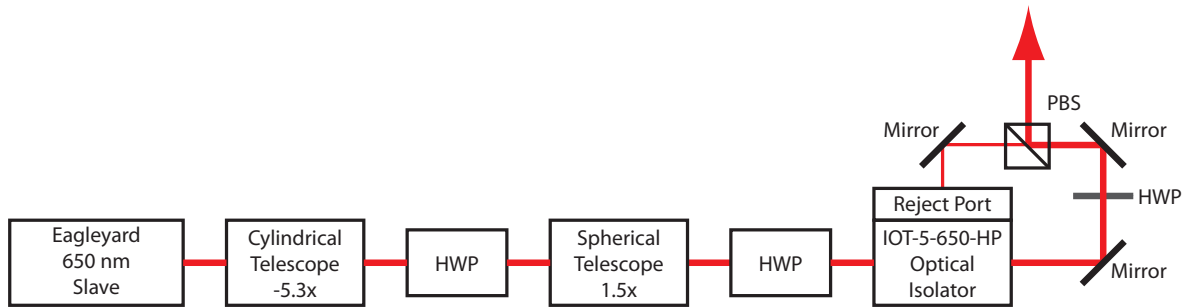 PBS
Mirror
Mirror
HWP
Reject Port
Eagleyard
650 nm
Slave
Cylindrical
Telescope
-5.3x
HWP
Spherical
Telescope
1.5x
HWP
IOT-5-650-HP
Optical
Isolator
Mirror